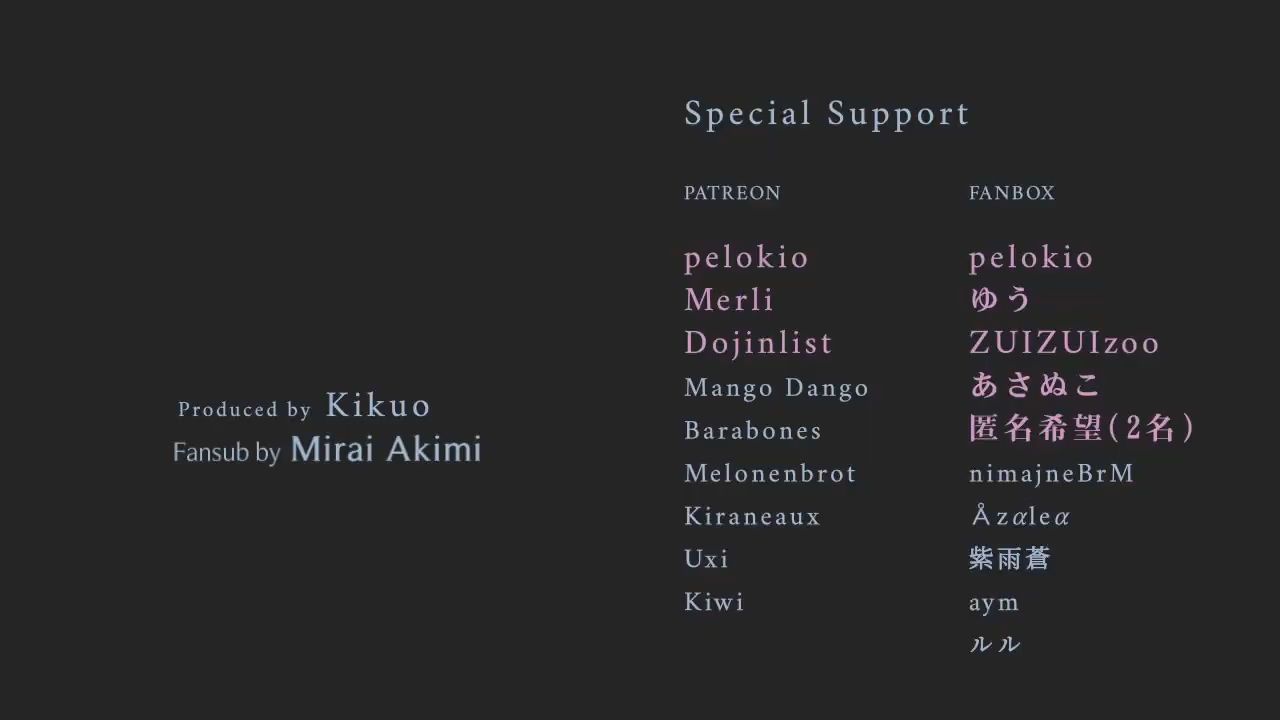 Produced by Kikuo
Fansub by Mirai Akimi
Special Support
PATREON
pelokio
Merli
Dojinlist
Mango Dango
Barabones
Melonenbrot
Kiraneaux
Uxi
Kiwi
FANBOX
pelokio
ゆう
ZUIZUIzoo
あさぬこ
匿名希望(2名)
nimajneBrM
Åzαleα
紫雨蒼
aym
ルル